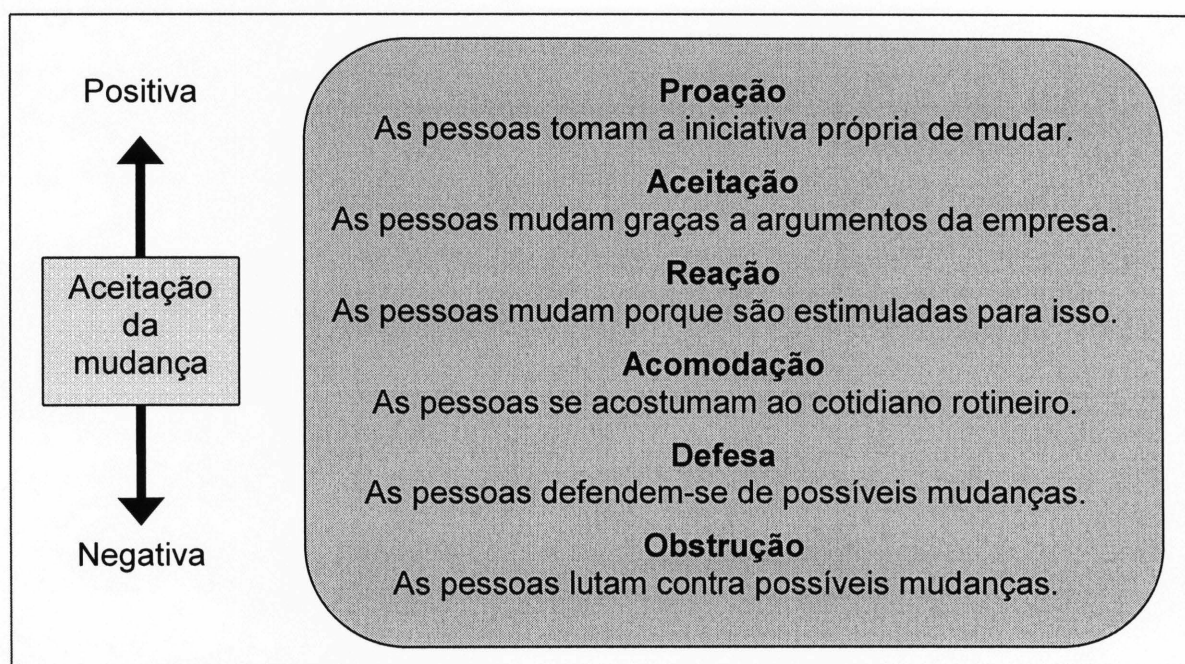 Positiva
Aceitação
da
mudança
Negativa
Proação
As pessoas tomam a iniciativa própria de mudar.
Aceitação
As pessoas mudam graças a argumentos da empresa.
Reação
As pessoas mudam porque são estimuladas para isso.
Acomodação
As pessoas se acostumam ao cotidiano rotineiro.
Defesa
As pessoas defendem-se de possíveis mudanças.
Obstrução
As pessoas lutam contra possíveis mudanças.